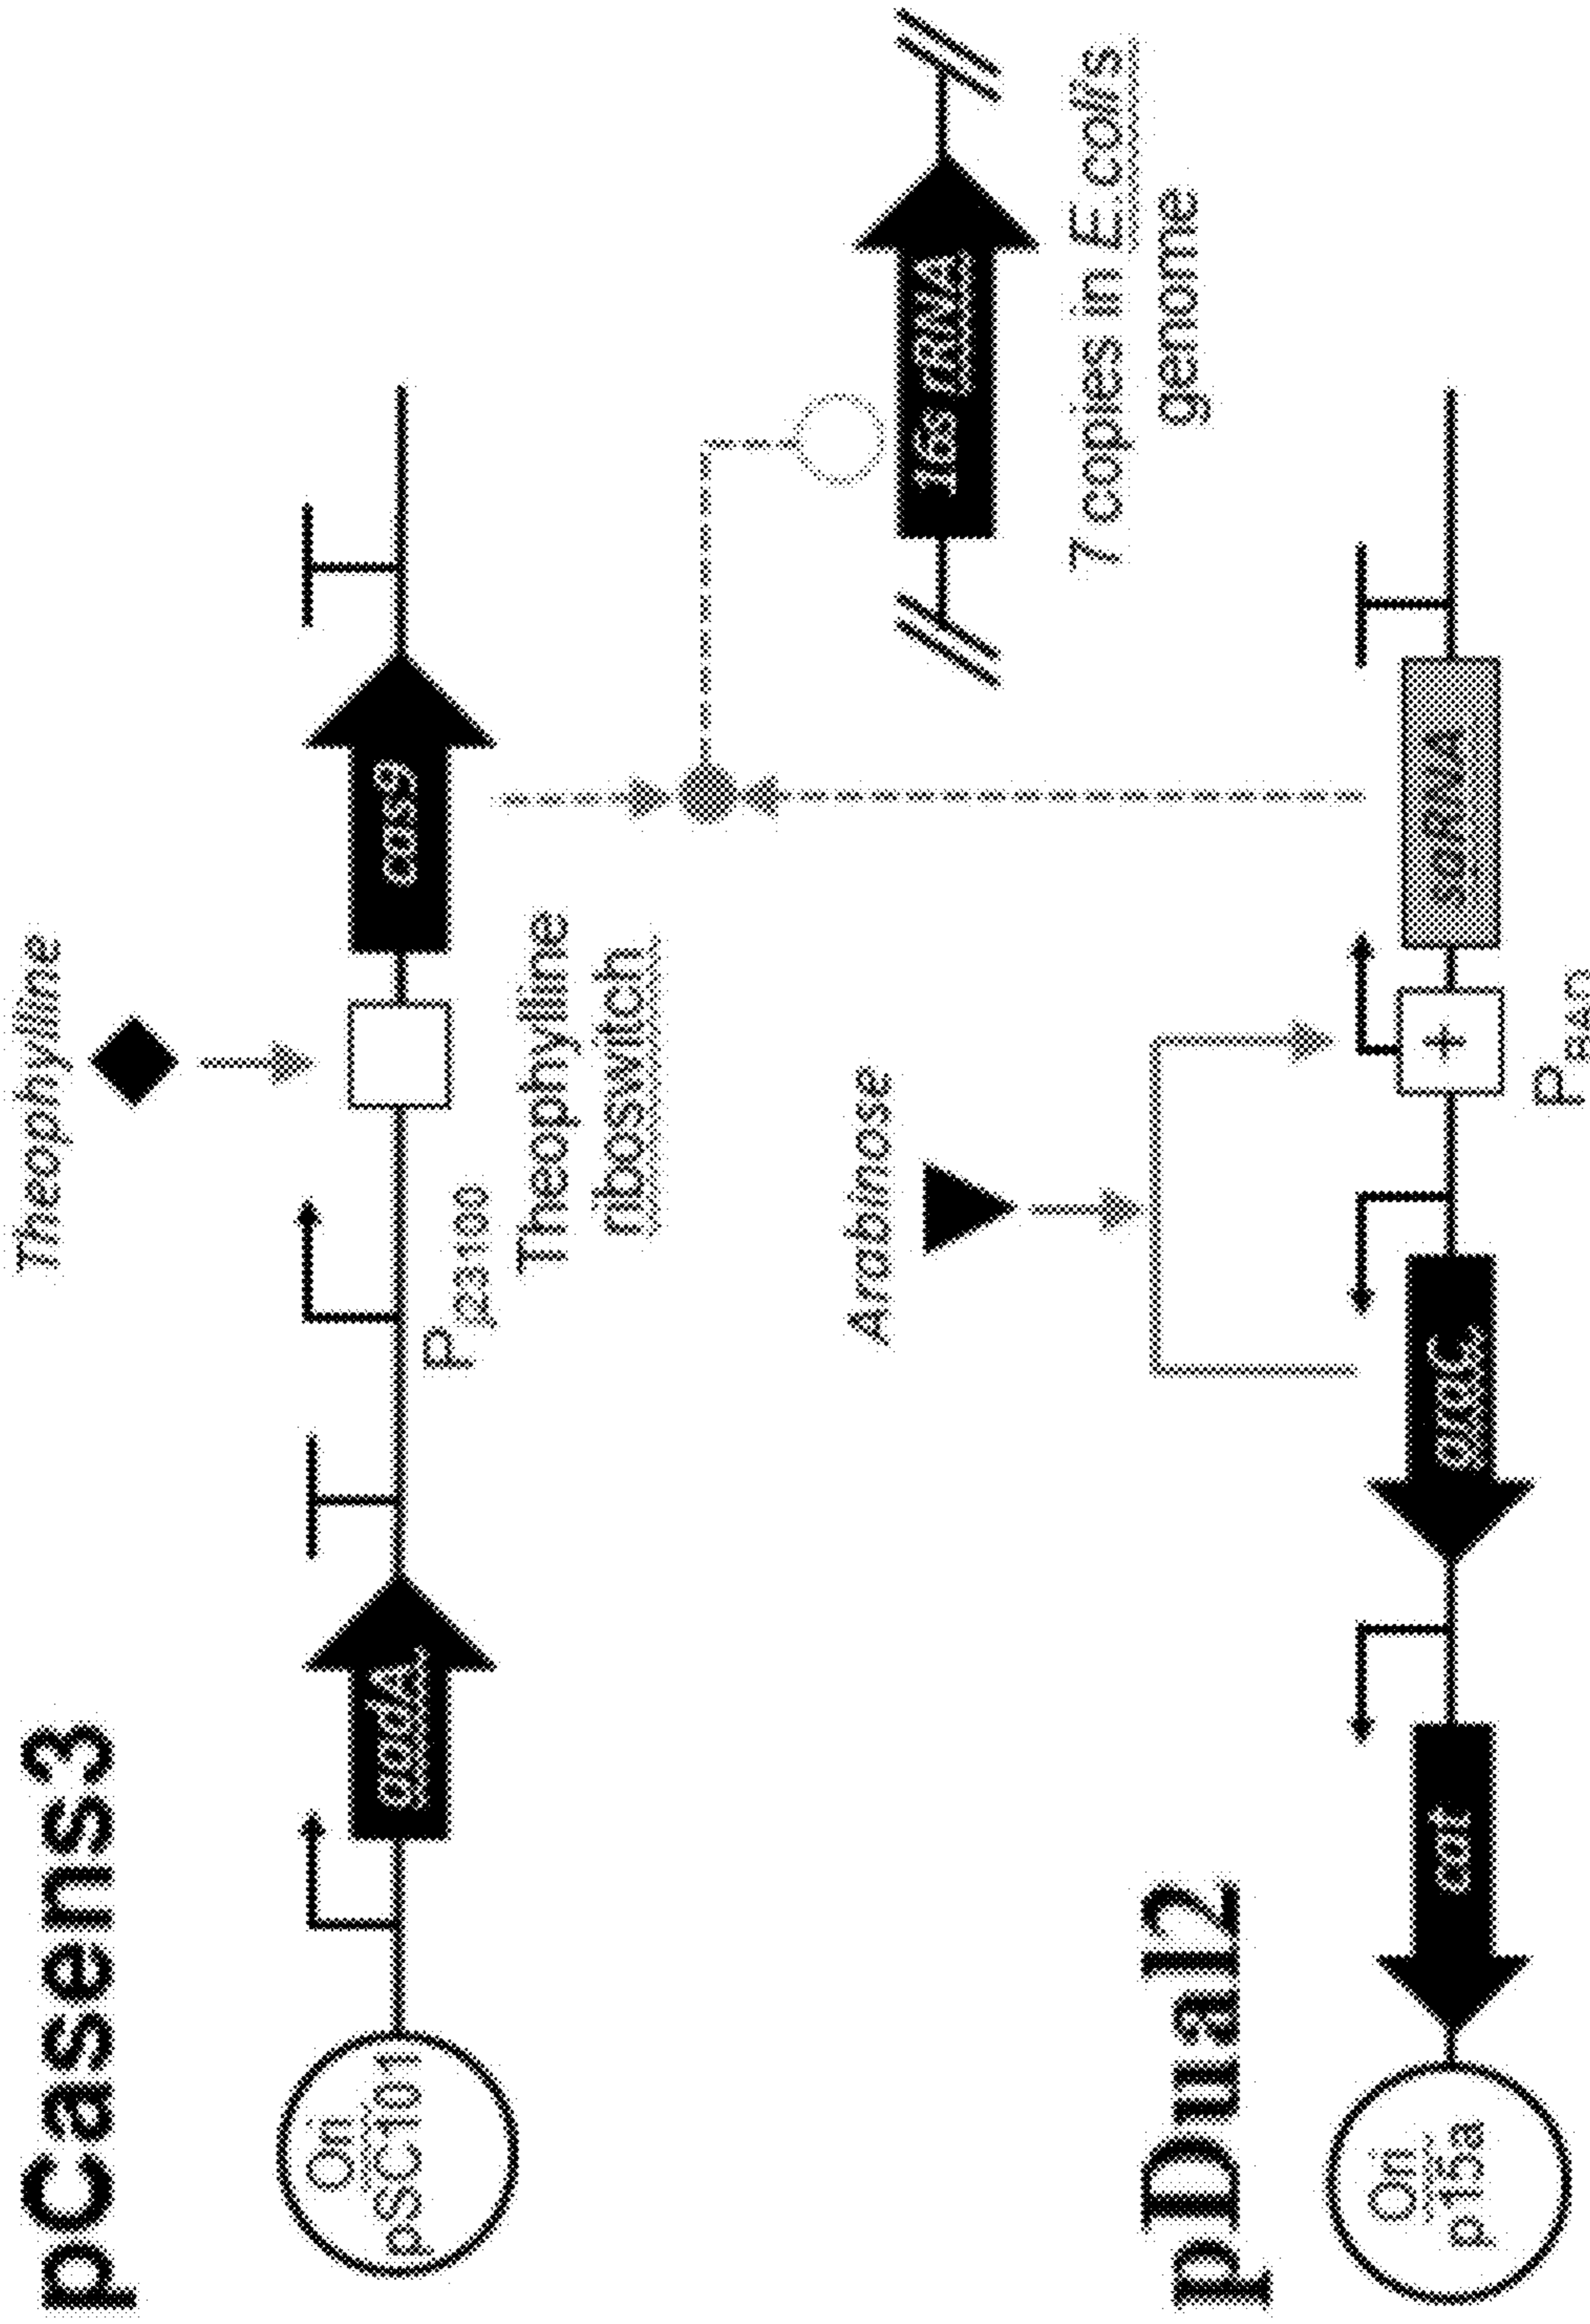 pCasens3
Theophylline
Ori
pSC101
aadA
P J23100
Theophylline
riboswitch
cas9
16s rRNA
7 copies in E.coli's
genome
pDual2
Arabinose
Ori
p15a
cat
araC
P BAD
sgRNA